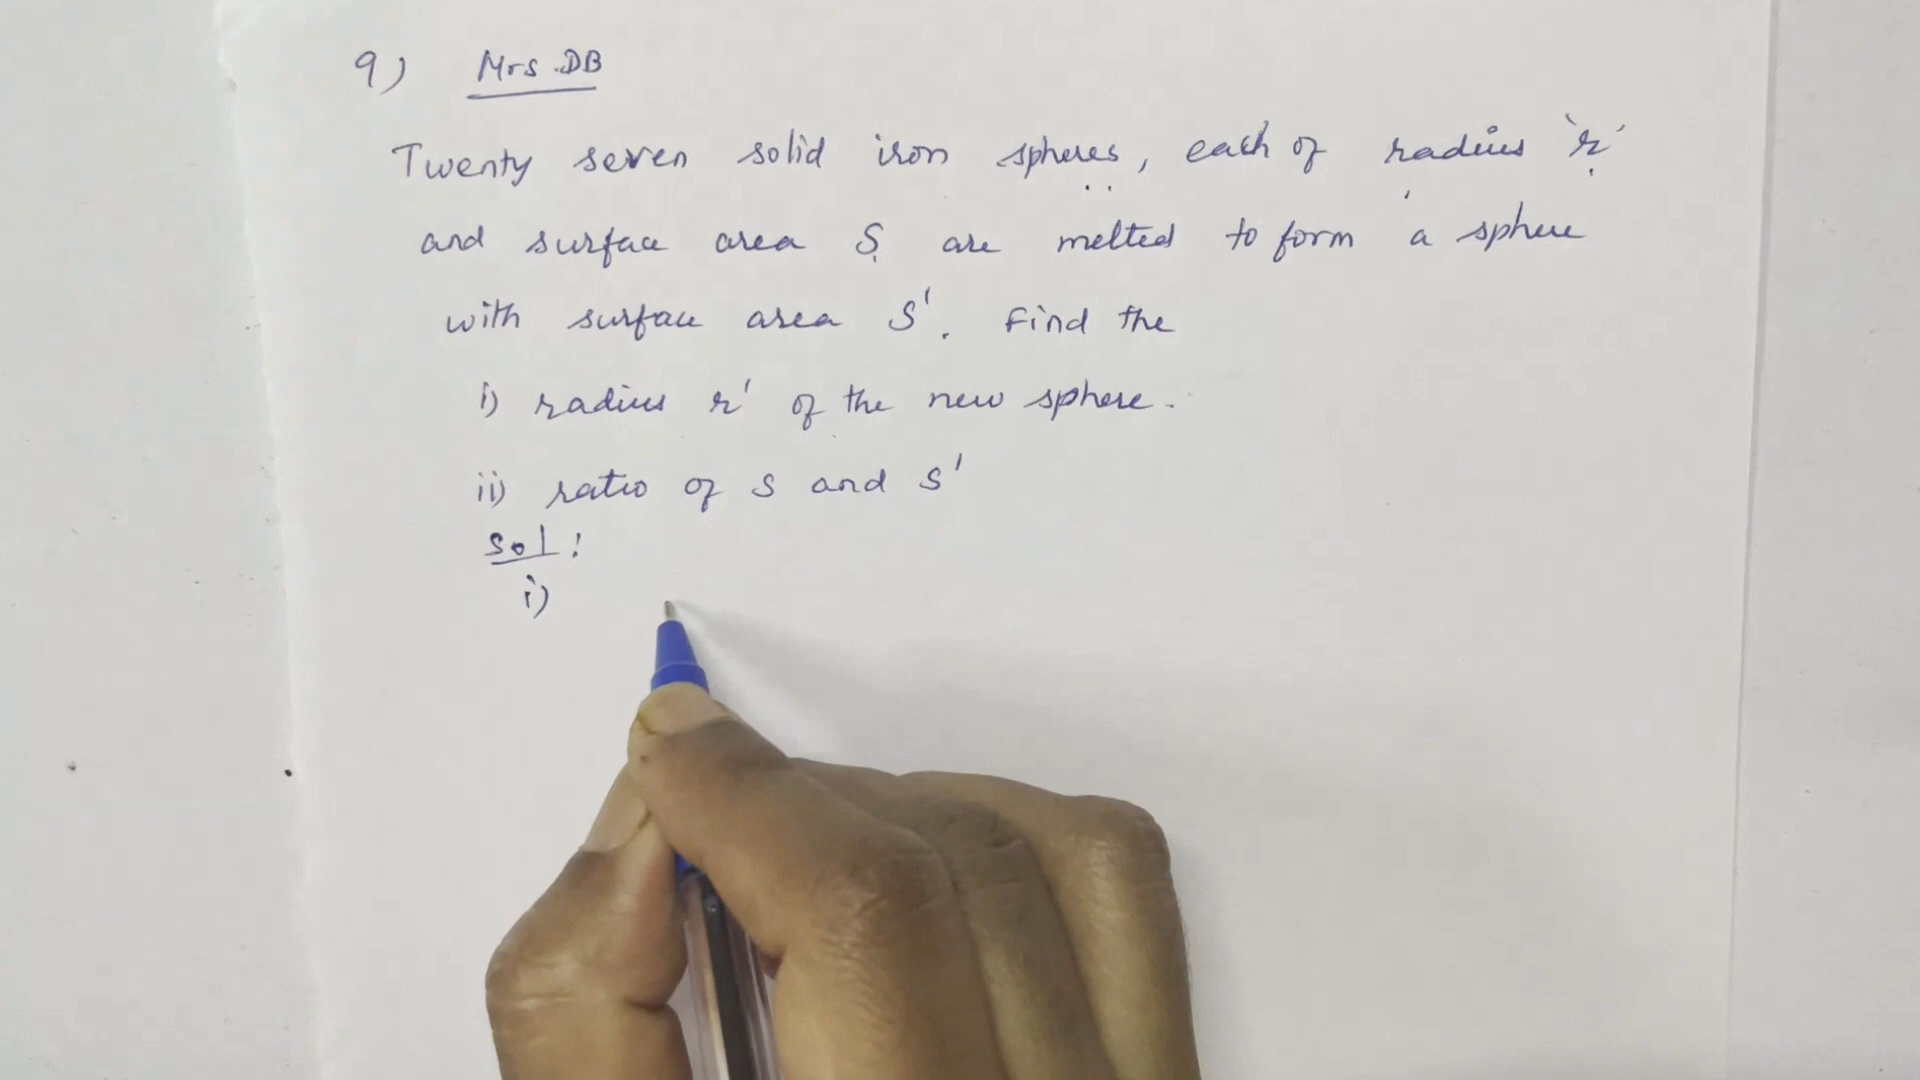 9) Mrs.DB
Twenty seven solid iron spheres, each of radius 'r'
and surface area S are melted to form a sphere
with surface area S'. Find the
i) radius r' of the new sphere.
ii) ratio of S and S'
Sol:
i)